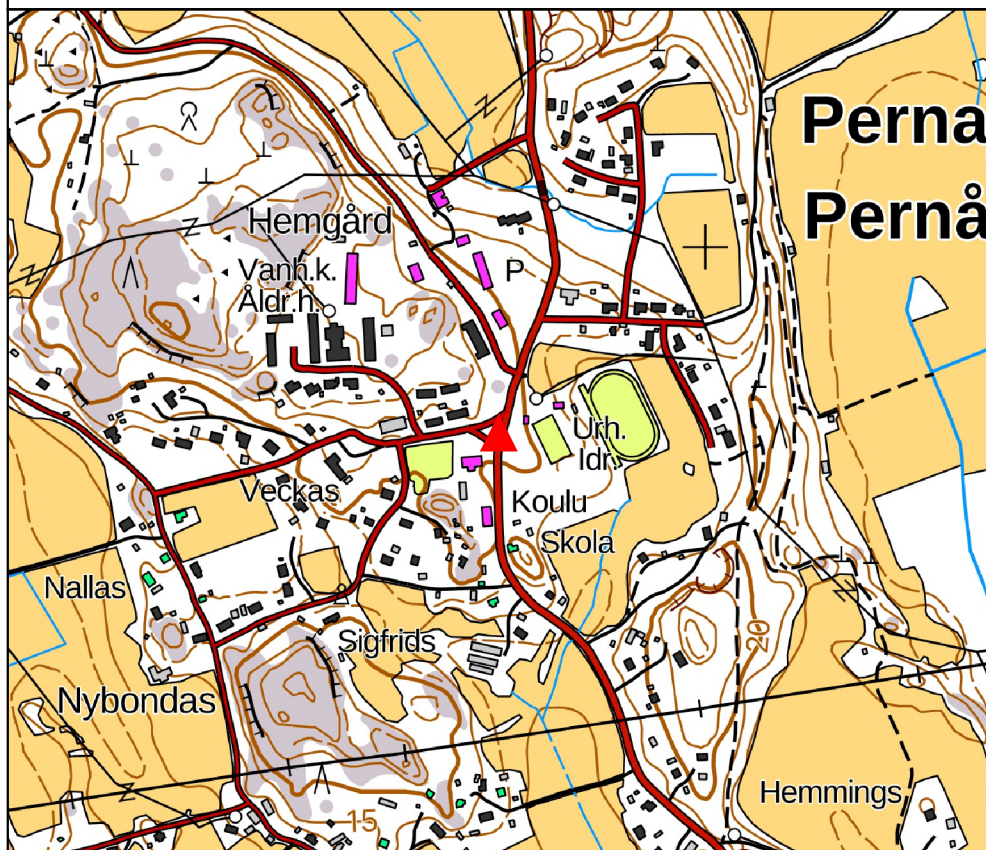 Perna
Pernå
Hemgård
Vanh.k.
Åldr.h.
P
Urh.
Idr.
Veckas
Koulu
Skola
Nallas
Sigfrids
20
Nybondas
Hemmings
15